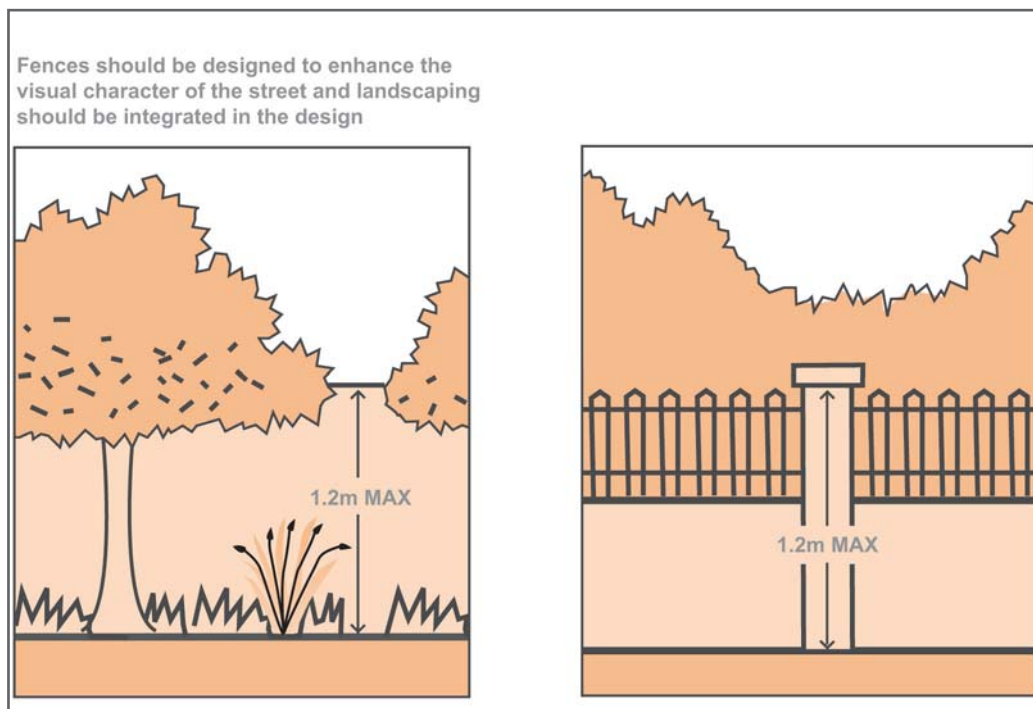 Fences should be designed to enhance the
visual character of the street and landscaping
should be integrated in the design
1.2m MAX
1.2m MAX